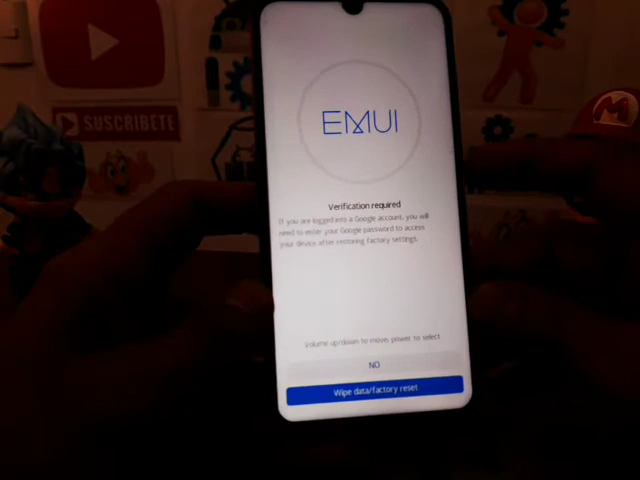 SUSCRIBETE
EMUI
Verification required
If you are logged into a Google account, you will
need to enter your Google password to access
your device after restoring factory settings.
Volume up/down to move, power to select
NO
Wipe data/factory reset
M